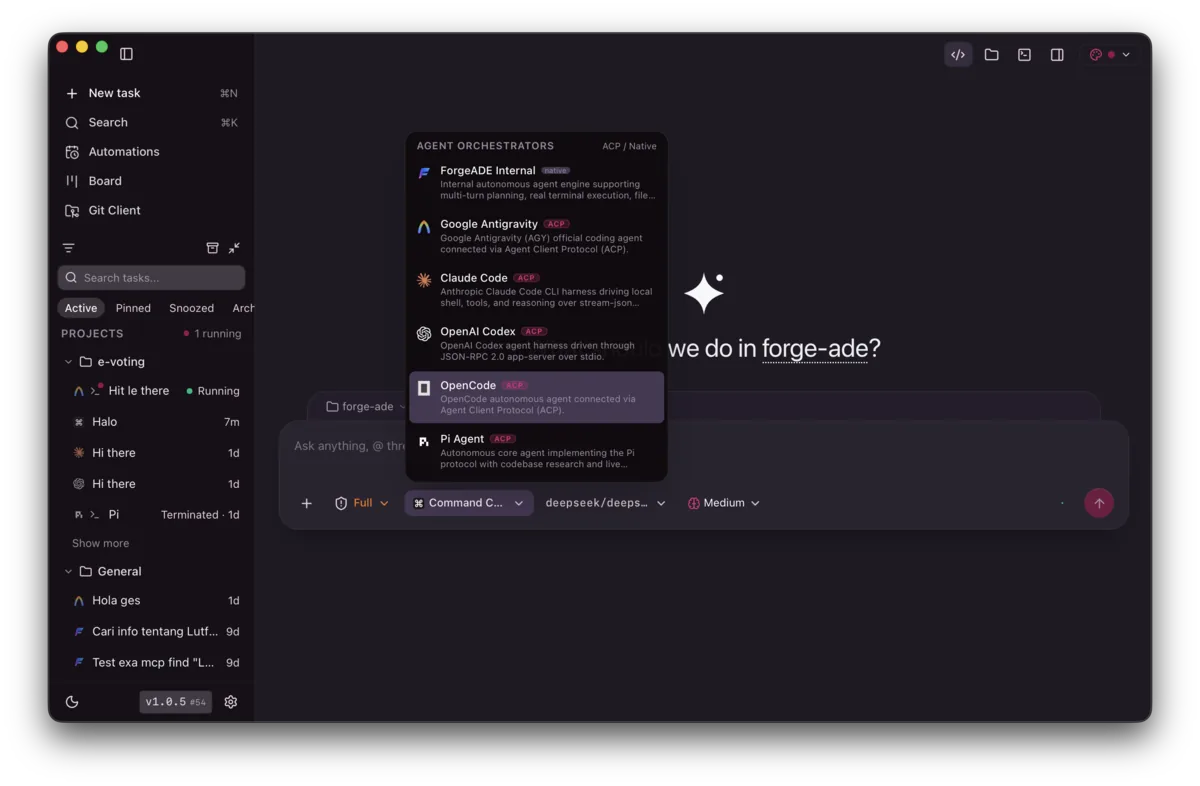 New task ⌘N
Search ⌘K
Automations
Board
Git Client
Search tasks...
Active Pinned Snoozed Arch
PROJECTS 1 running
e-voting
Hit le there Running
Halo 7m
Hi there 1d
Hi there 1d
Pi Terminated · 1d
Show more
General
Hola ges 1d
Cari info tentang Lutf... 9d
Test exa mcp find "L... 9d
v1.0.5 #54
AGENT ORCHESTRATORS ACP / Native
ForgeADE Internal native
Internal autonomous agent engine supporting
multi-turn planning, real terminal execution, file...
Google Antigravity ACP
Google Antigravity (AGY) official coding agent
connected via Agent Client Protocol (ACP).
Claude Code ACP
Anthropic Claude Code CLI harness driving local
shell, tools, and reasoning over stream-json...
OpenAI Codex ACP
OpenAI Codex agent harness driven through
JSON-RPC 2.0 app-server over stdio.
OpenCode ACP
OpenCode autonomous agent connected via
Agent Client Protocol (ACP).
Pi Agent ACP
Autonomous core agent implementing the Pi
protocol with codebase research and live...
we do in forge-ade?
forge-ade
Ask anything, @
Full Command C... deepseek/deeps... Medium